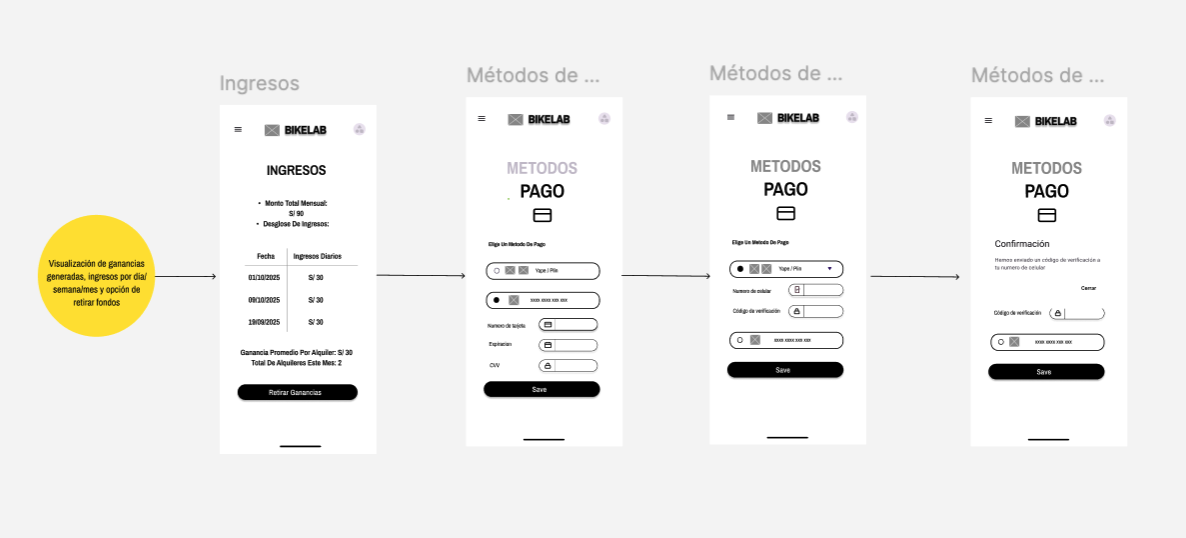 Visualización de ganancias
generadas, ingresos por día/
semana/mes y opción de
retirar fondos
Ingresos
BIKELAB
INGRESOS
• Monto Total Mensual:
S/ 90
• Desglose De Ingresos:
Fecha Ingresos Diarios
01/10/2025 S/ 30
09/10/2025 S/ 30
19/09/2025 S/ 30
Ganancia Promedio Por Alquiler: S/ 30
Total De Alquileres Este Mes: 2
Retirar Ganancias
Métodos de ...
BIKELAB
METODOS
PAGO
Elige Un Metodo De Pago
Yape / Plin
xxxx xxxx xxx xxx
Numero de tarjeta
Expiración
CVV
Save
Métodos de ...
BIKELAB
METODOS
PAGO
Elige Un Metodo De Pago
Yape / Plin
Numero de celular
Código de verificación
xxxx xxxx xxx xxx
Save
Métodos de ...
BIKELAB
METODOS
PAGO
Confirmación
Hemos enviado un código de verificación a
tu numero de celular
Cerrar
Código de verificación
xxxx xxxx xxx xxx
Save